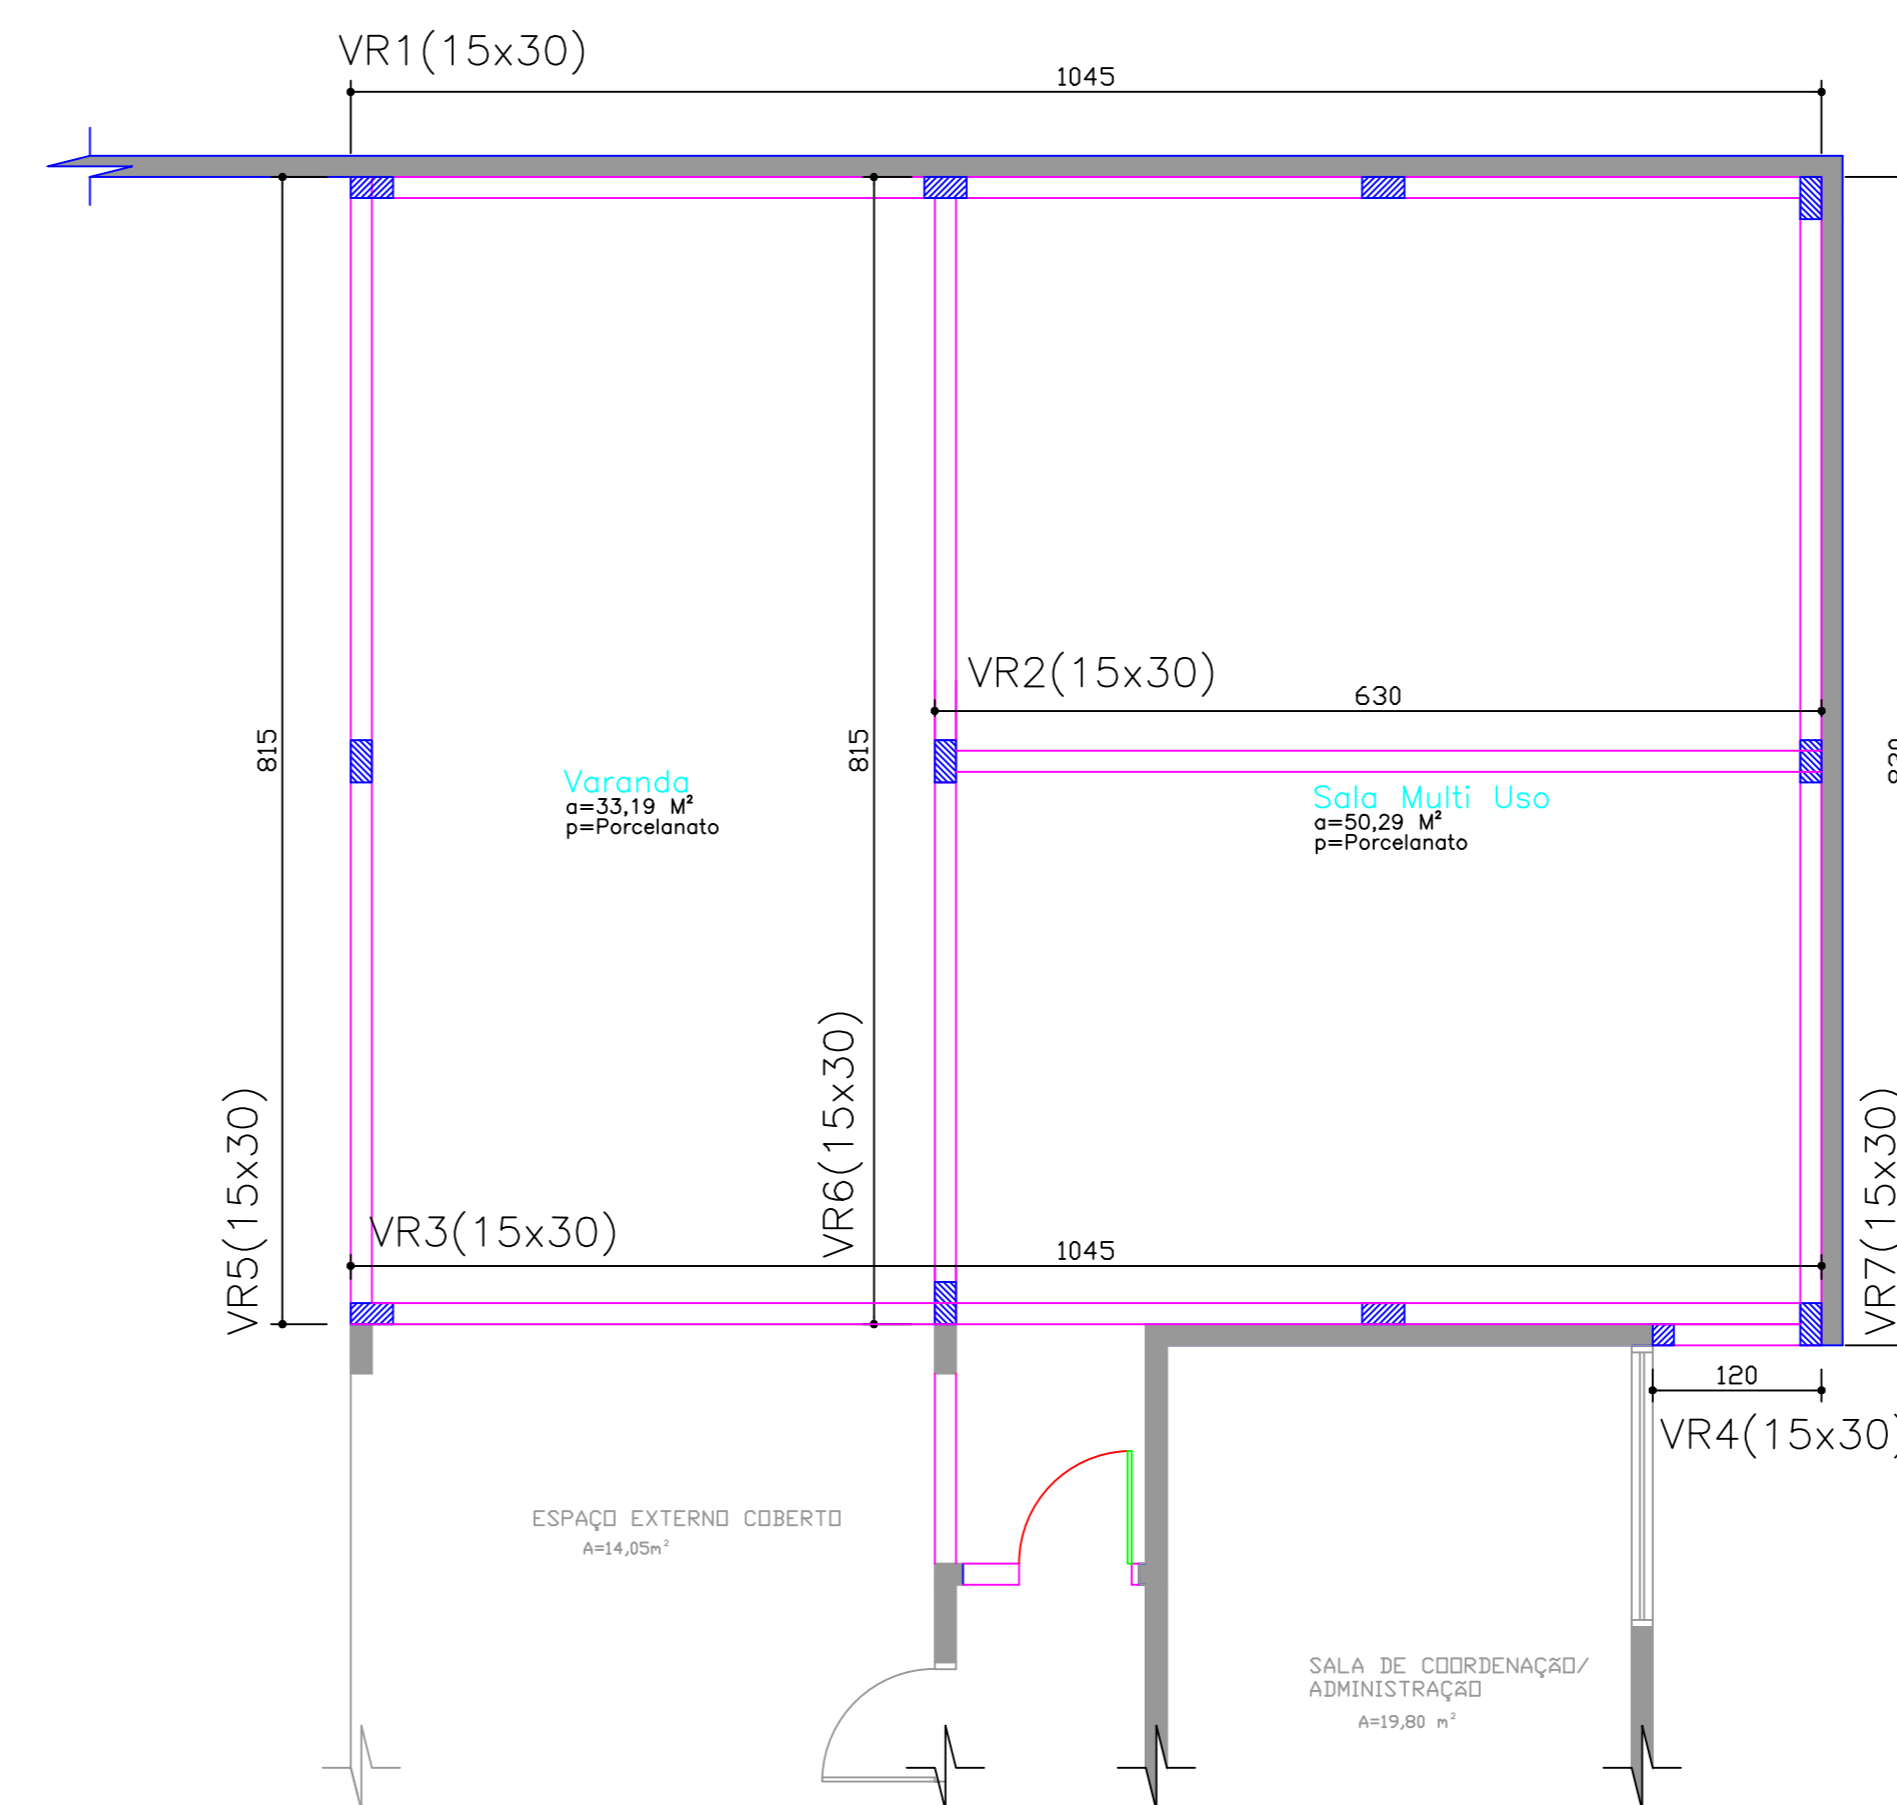 VR1(15x30)
1045
VR2(15x30)
630
815
815
Varanda
a=33,19 M²
p=Porcelanato
Sala Multi Uso
a=50,29 M²
p=Porcelanato
VR5(15x30)
VR6(15x30)
VR7(15x30)
VR3(15x30)
1045
120
VR4(15x30)
ESPAÇO EXTERNO COBERTO
A=14,05m²
SALA DE COORDENAÇÃO/
ADMINISTRAÇÃO
A=19,80 m²